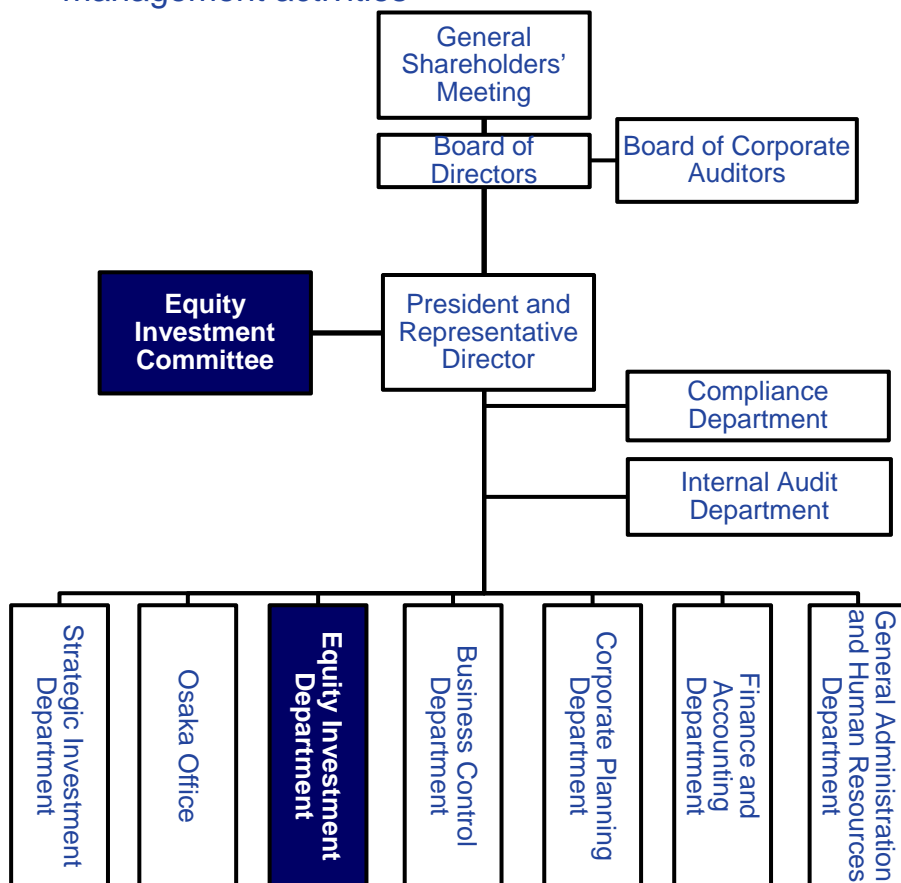 management activities
General
Shareholders’
Meeting
Board of
Directors
Board of Corporate
Auditors
Equity
Investment
Committee
President and
Representative
Director
Compliance
Department
Internal Audit
Department
Strategic Investment
Department
Osaka Office
Equity Investment
Department
Business Control
Department
Corporate Planning
Department
Finance and
Accounting
Department
General Administration
and Human Resources
Department